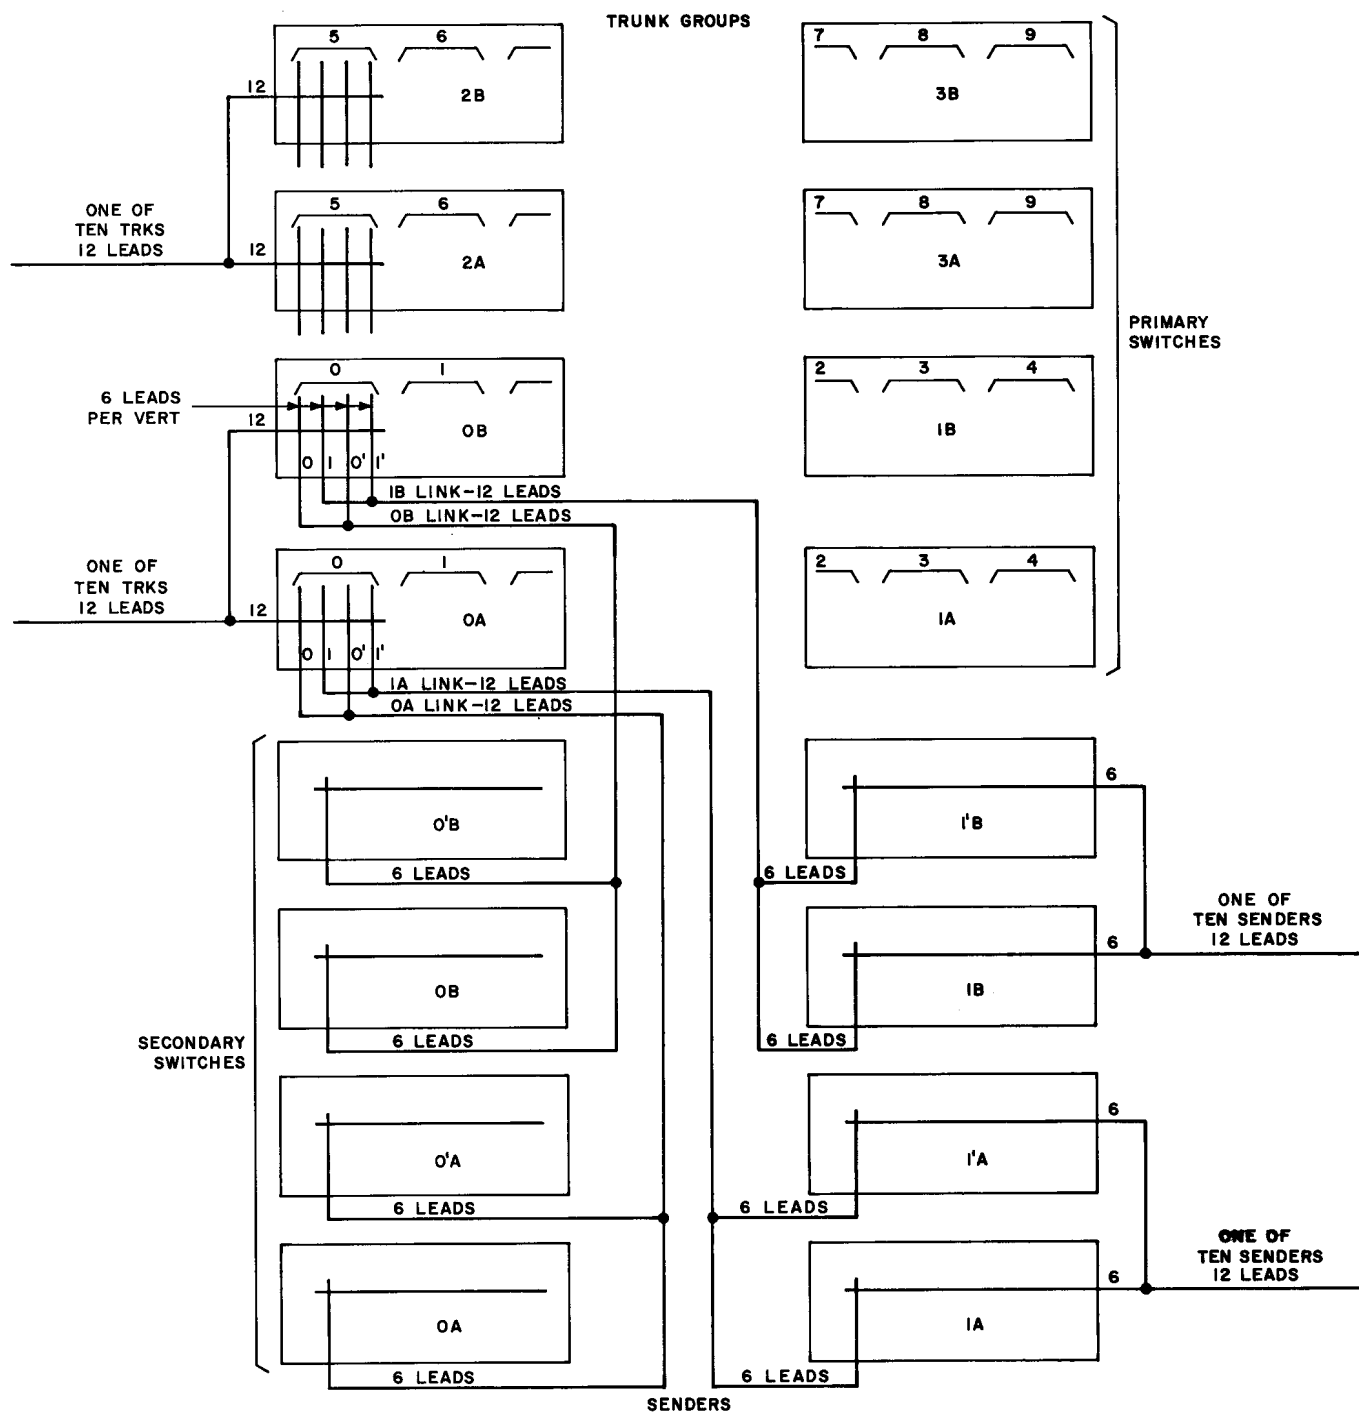 TRUNK GROUPS
5 6
12
2B
7 8 9
3B
ONE OF
TEN TRKS
12 LEADS
12
5 6
2A
7 8 9
3A
PRIMARY
SWITCHES
6 LEADS
PER VERT
12
0 1
0B
0 1 0' 1'
2 3 4
1B
1B LINK-12 LEADS
0B LINK-12 LEADS
ONE OF
TEN TRKS
12 LEADS
12
0 1
0A
0 1 0' 1'
2 3 4
1A
1A LINK-12 LEADS
0A LINK-12 LEADS
0'B
6 LEADS
6
1'B
6 LEADS
0B
6 LEADS
6
1B
6 LEADS
ONE OF
TEN SENDERS
12 LEADS
SECONDARY
SWITCHES
0'A
6 LEADS
6
1'A
6 LEADS
0A
6 LEADS
6
1A
6 LEADS
ONE OF
TEN SENDERS
12 LEADS
SENDERS